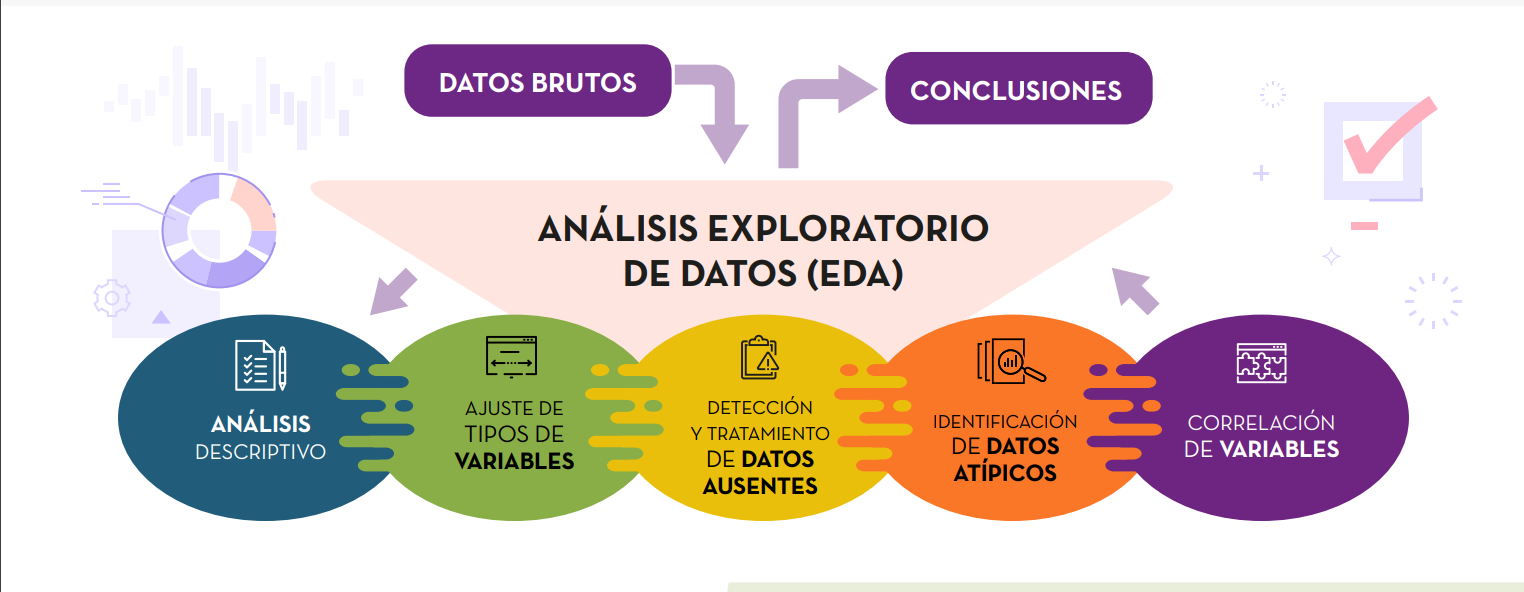 DATOS BRUTOS
CONCLUSIONES
ANÁLISIS EXPLORATORIO
DE DATOS (EDA)
ANÁLISIS
DESCRIPTIVO
AJUSTE DE
TIPOS DE
VARIABLES
DETECCIÓN
Y TRATAMIENTO
DE DATOS
AUSENTES
IDENTIFICACIÓN
DE DATOS
ATÍPICOS
CORRELACIÓN
DE VARIABLES